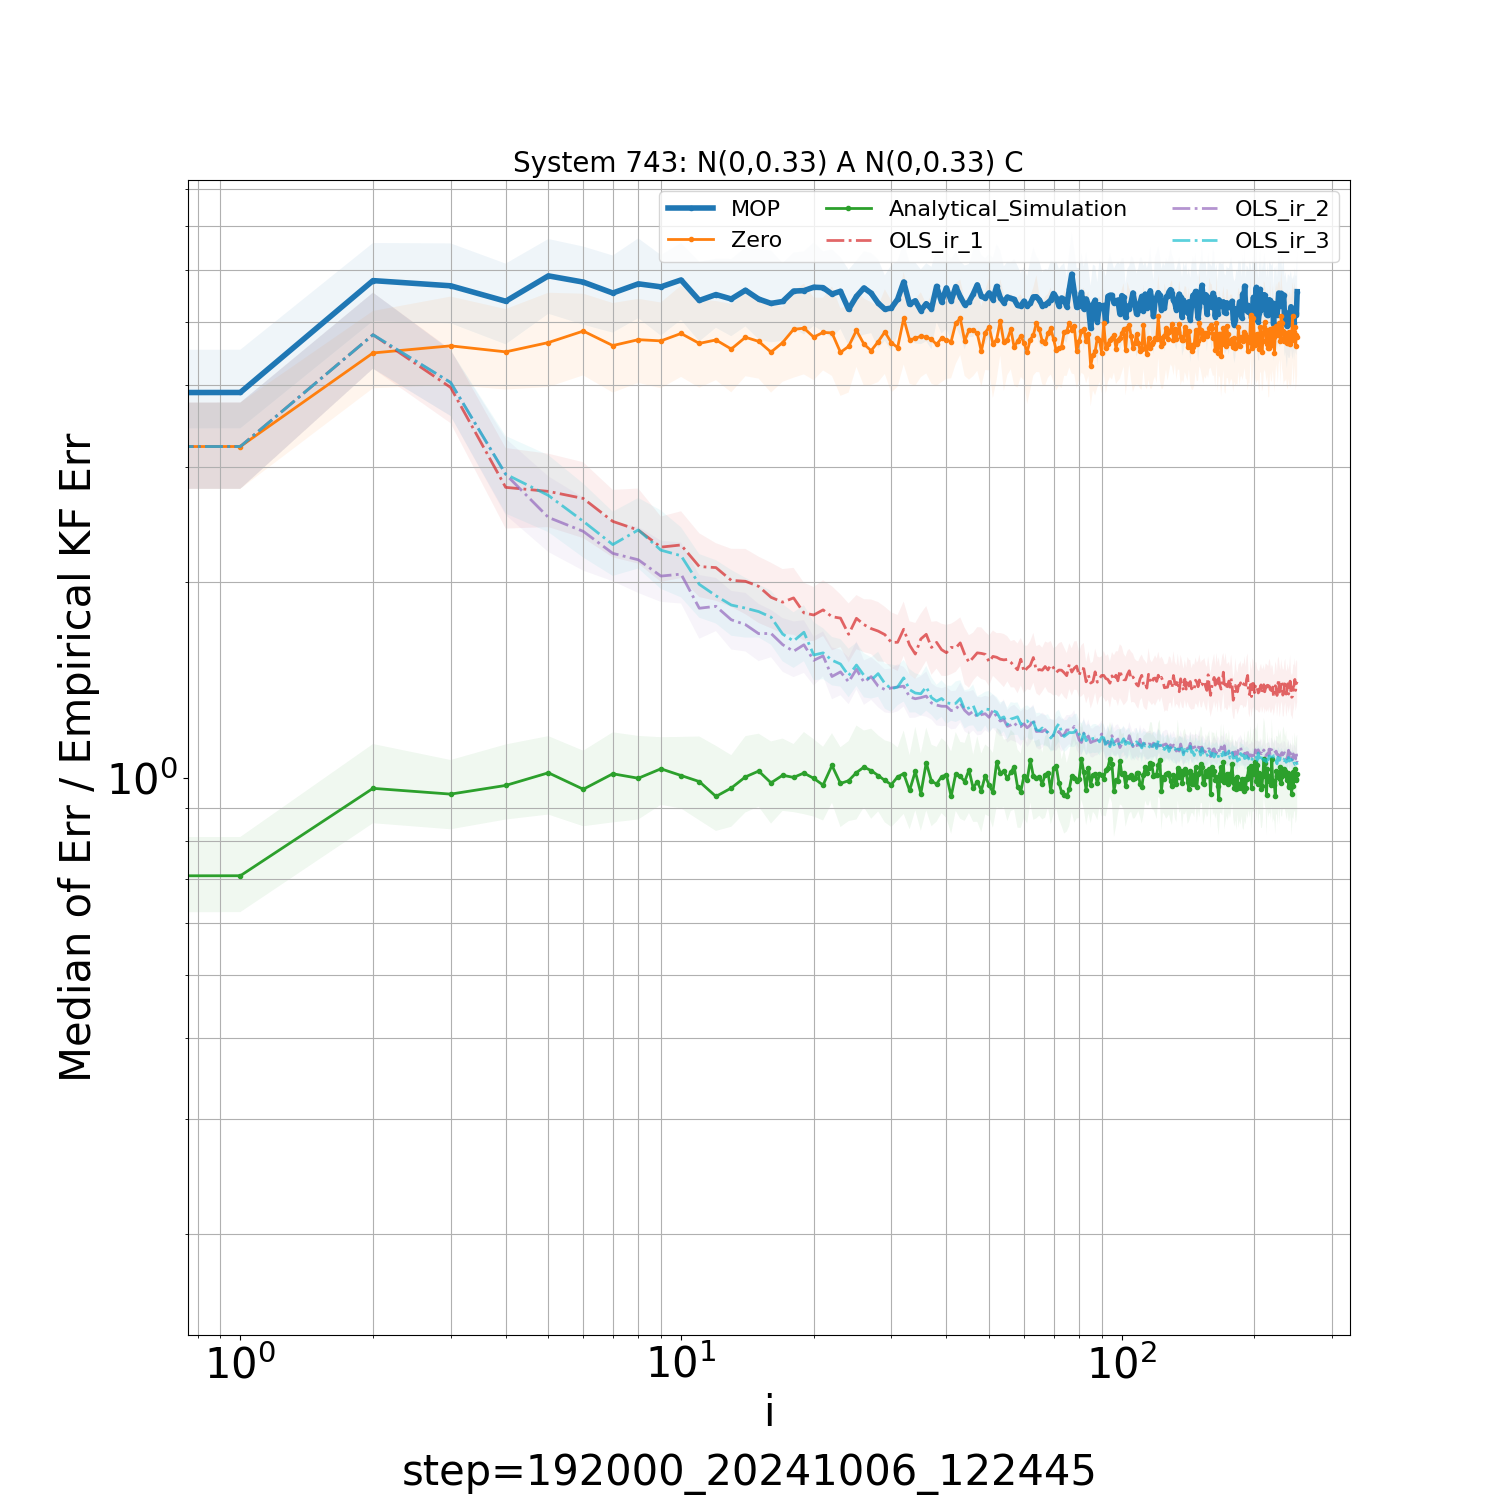 System 743: N(0,0.33) A N(0,0.33) C
MOP
Zero
Analytical_Simulation
OLS_ir_1
OLS_ir_2
OLS_ir_3
Median of Err / Empirical KF Err
10⁰
10⁰
10¹
10²
i
step=192000_20241006_122445